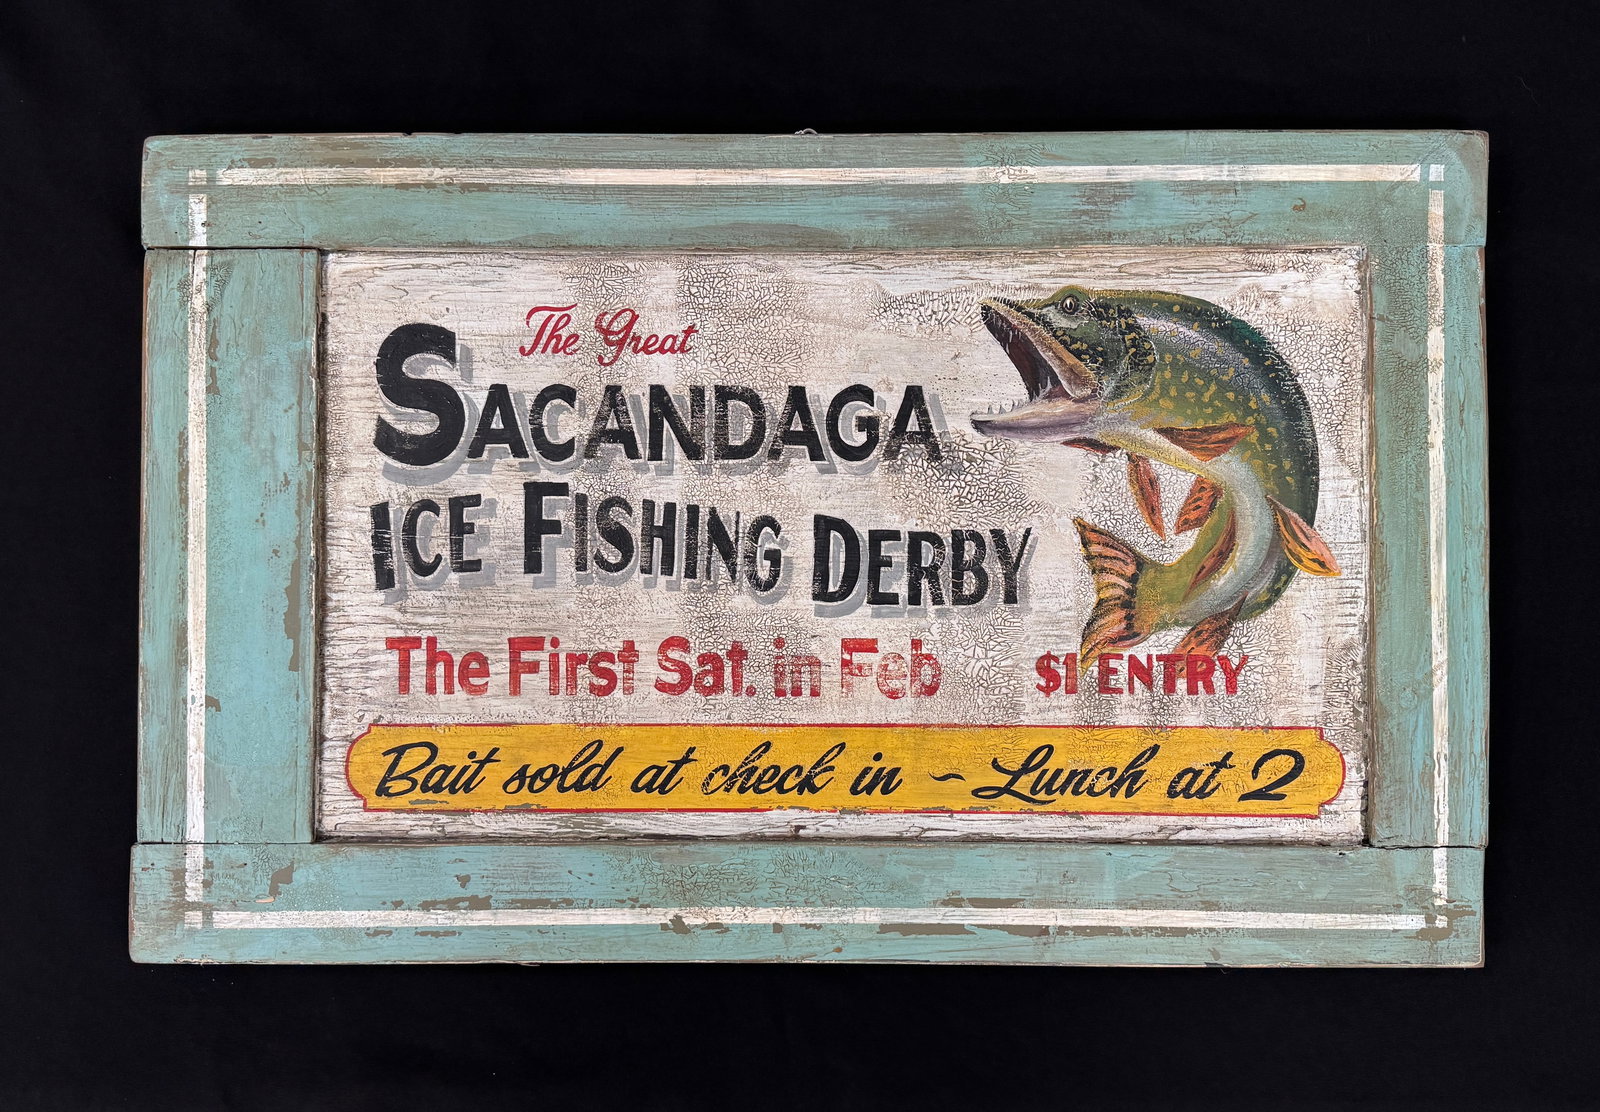 The Great
SACANDAGA
ICE FISHING DERBY
The First Sat. in Feb $1 ENTRY
Bait sold at check in ~ Lunch at 2